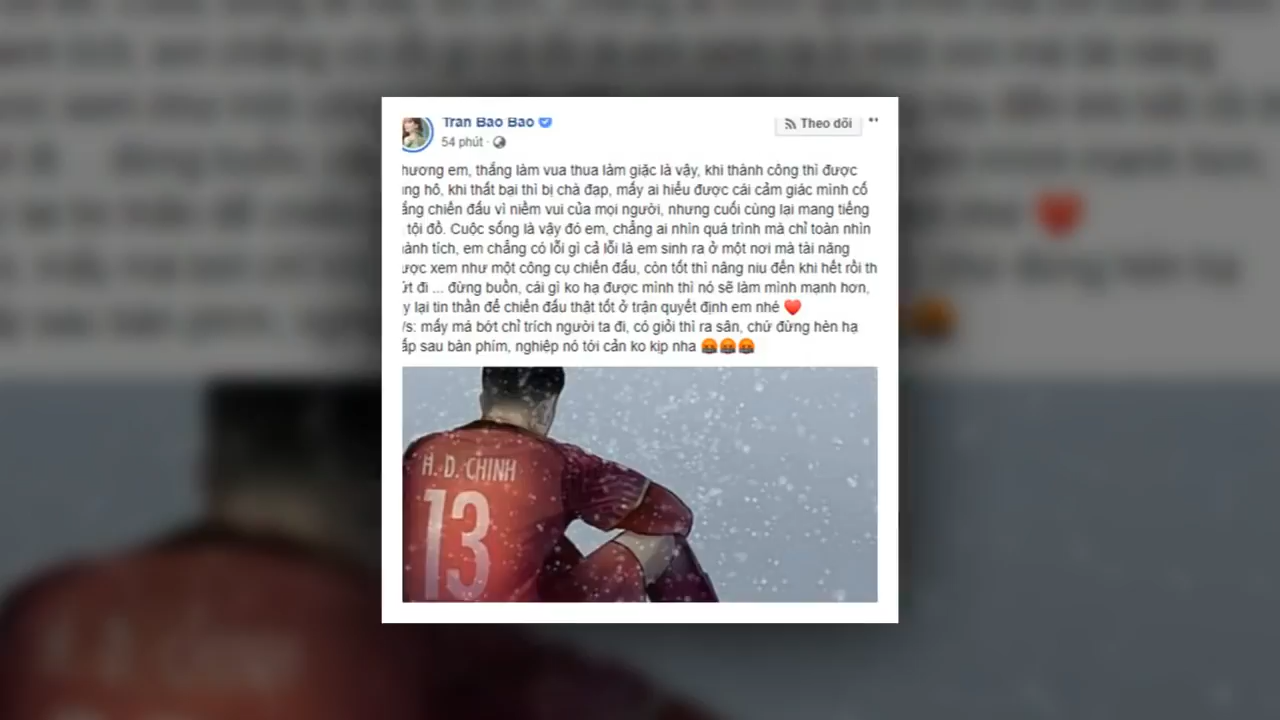 Tran Bao Bao
Theo dõi
54 phút ·
hương em, thắng làm vua thua làm giặc là vậy, khi thành công thì được
ng hô, khi thất bại thì bị chà đạp, mấy ai hiểu được cái cảm giác mình cố
ắng chiến đấu vì niềm vui của mọi người, nhưng cuối cùng lại mang tiếng
tội đồ. Cuộc sống là vậy đó em, chẳng ai nhìn quá trình mà chỉ toàn nhìn
ành tích, em chẳng có lỗi gì cả lỗi là em sinh ra ở một nơi mà tài năng
ược xem như một công cụ chiến đấu, còn tốt thì nâng niu đến khi hết rồi th
ứt đi ... đừng buồn, cái gì ko hạ được mình thì nó sẽ làm mình mạnh hơn,
y lại tin thần để chiến đấu thật tốt ở trận quyết định em nhé ❤️
/s: mấy má bớt chỉ trích người ta đi, có giỏi thì ra sân, chứ đừng hèn hạ
ấp sau bàn phím, nghiệp nó tới cản ko kịp nha 🤬🤬🤬
H. D. CHINH
13